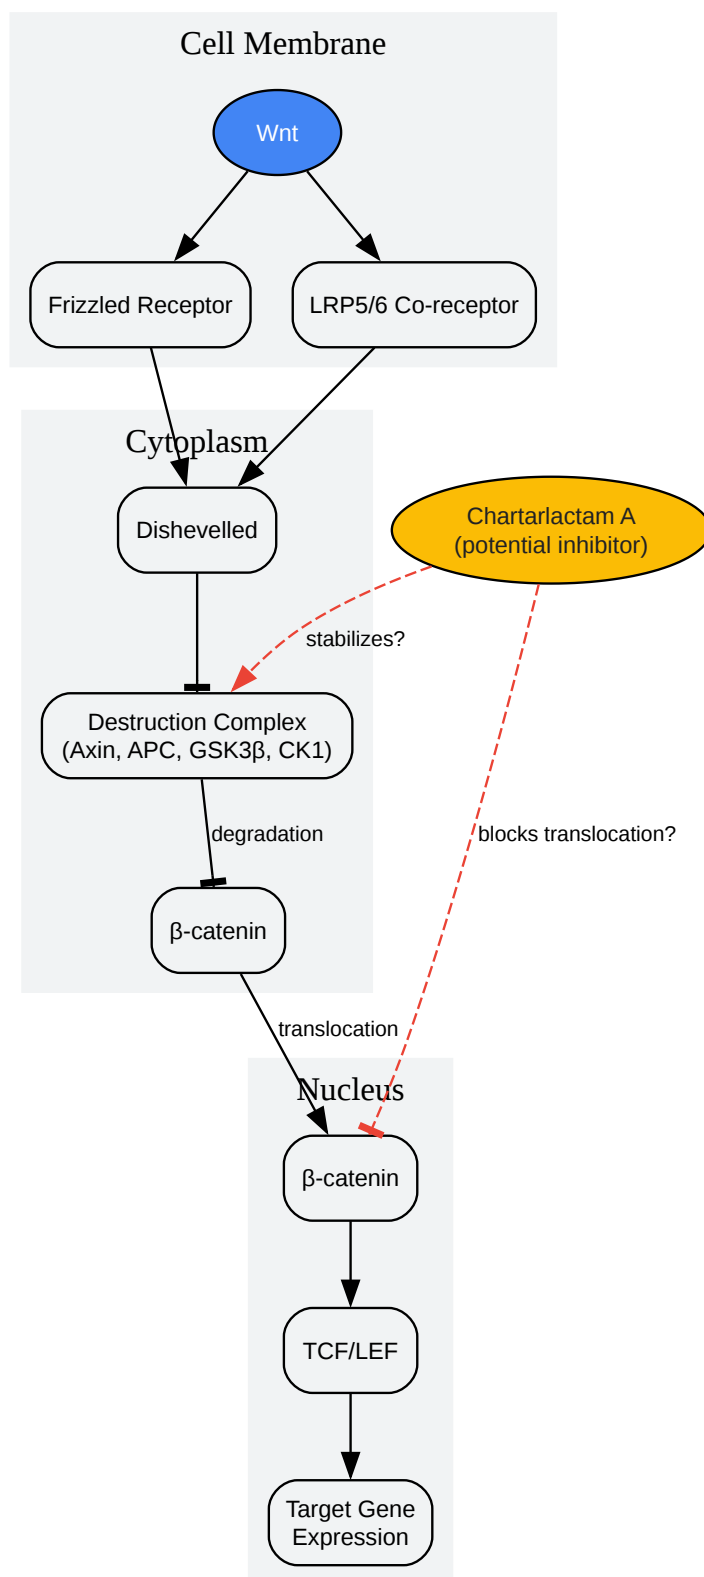 Cell Membrane
Wnt
Frizzled Receptor
LRP5/6 Co-receptor
Cytoplasm
Dishevelled
Chartarlactam A
(potential inhibitor)
stabilizes?
Destruction Complex
(Axin, APC, GSK3β, CK1)
degradation
blocks translocation?
β-catenin
translocation
Nucleus
β-catenin
TCF/LEF
Target Gene
Expression